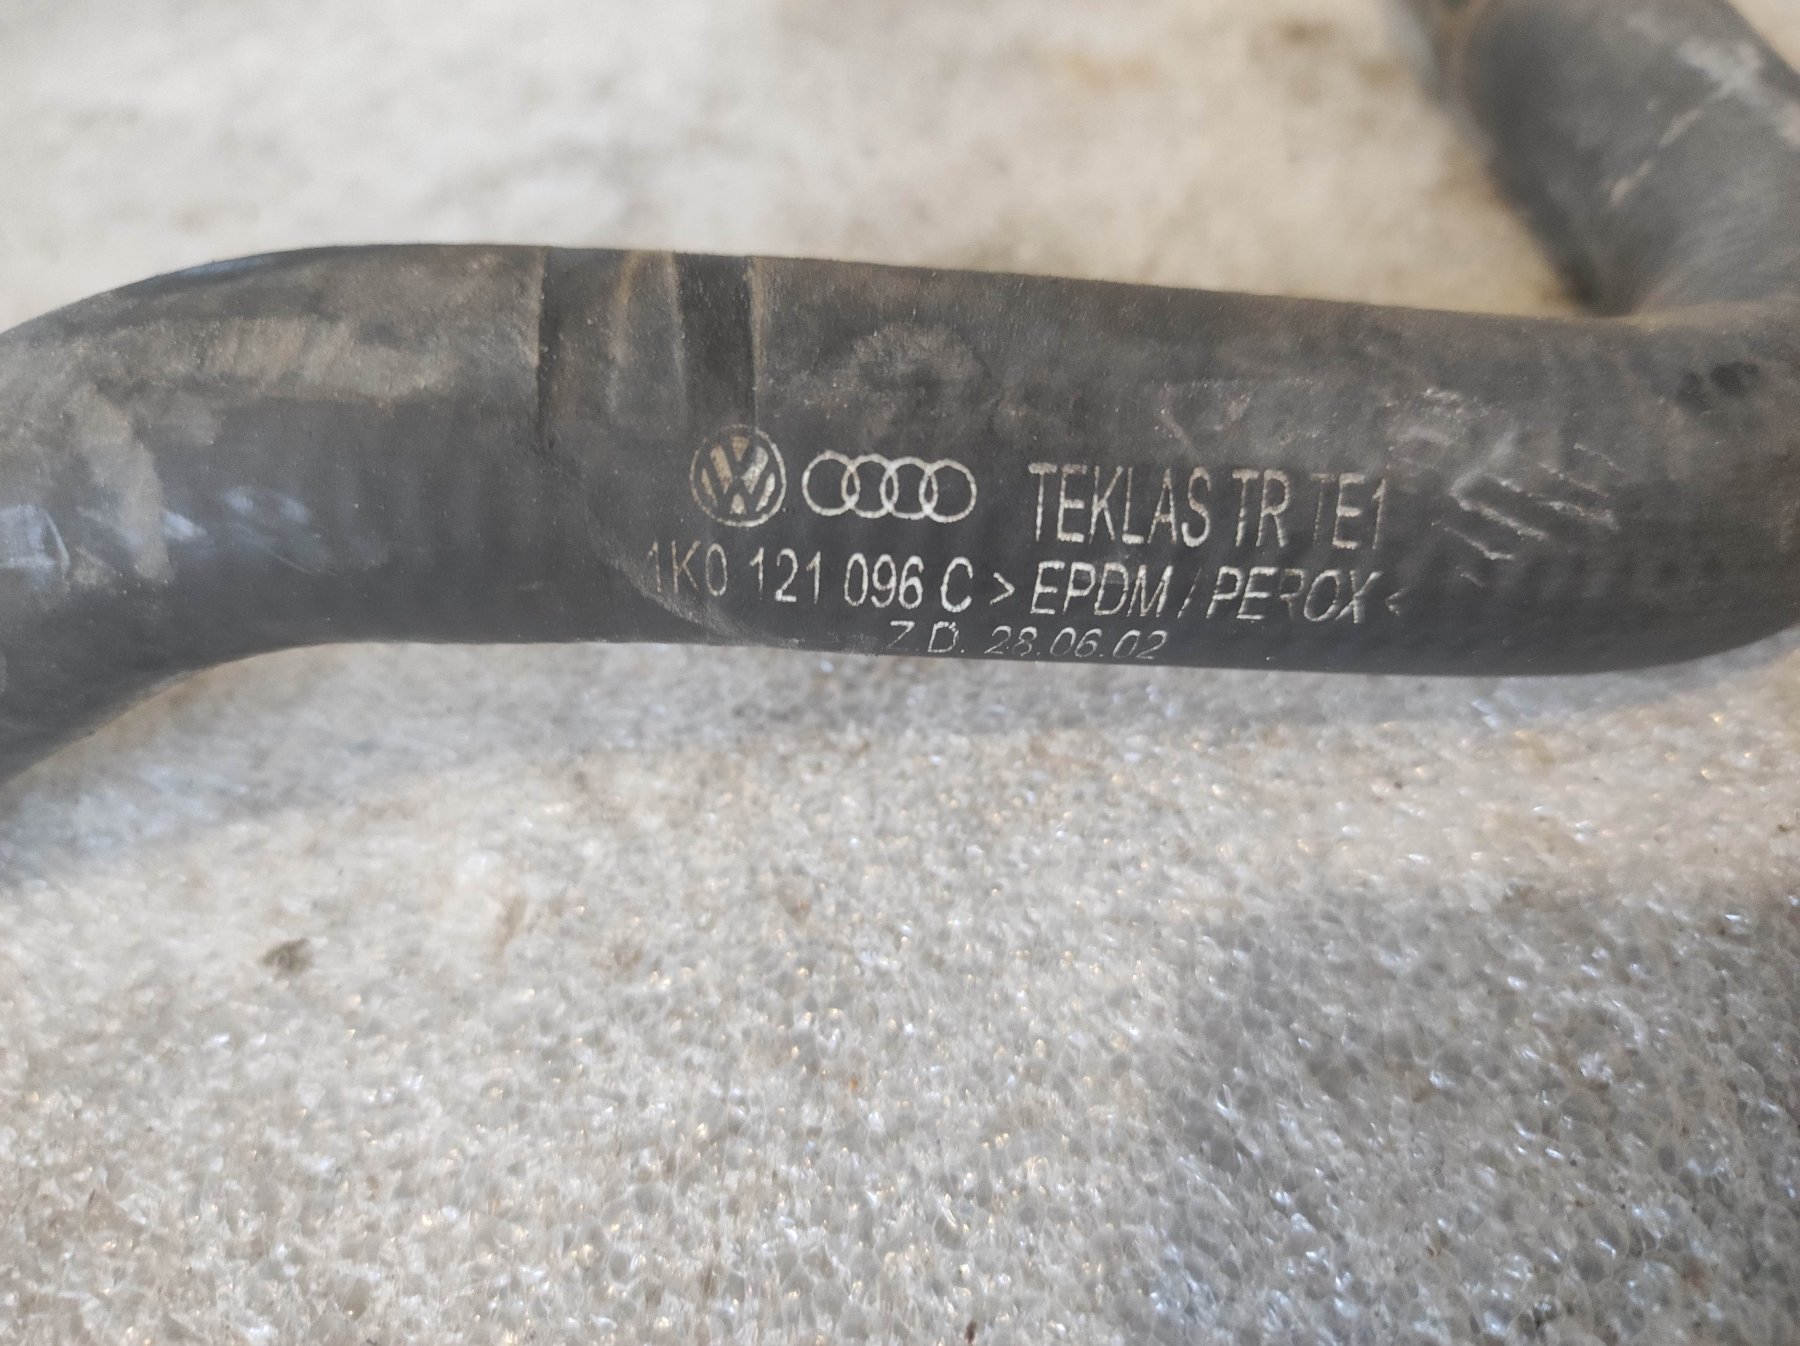 TEKLAS TR TE1
1K0 121 096 C > EPDM / PEROX <
Z.D. 28.06.02